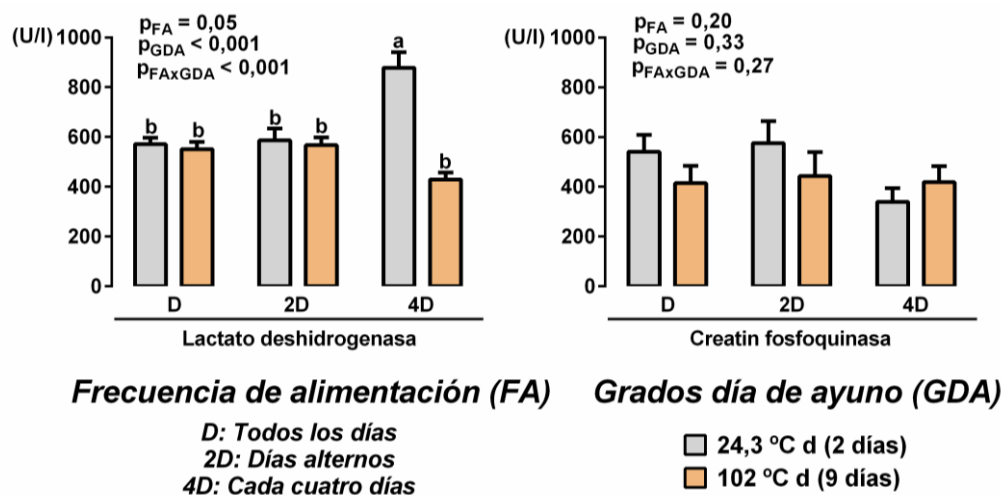 pFA = 0,05
pGDA < 0,001
pFAxGDA < 0,001
(U/l)
1000
800
600
400
200
0
b
b
b
b
a
b
D
2D
4D
Lactato deshidrogenasa
pFA = 0,20
pGDA = 0,33
pFAxGDA = 0,27
(U/l)
1000
800
600
400
200
0
D
2D
4D
Creatin fosfoquinasa
Frecuencia de alimentación (FA)
D: Todos los días
2D: Días alternos
4D: Cada cuatro días
Grados día de ayuno (GDA)
24,3 ºC d (2 días)
102 ºC d (9 días)